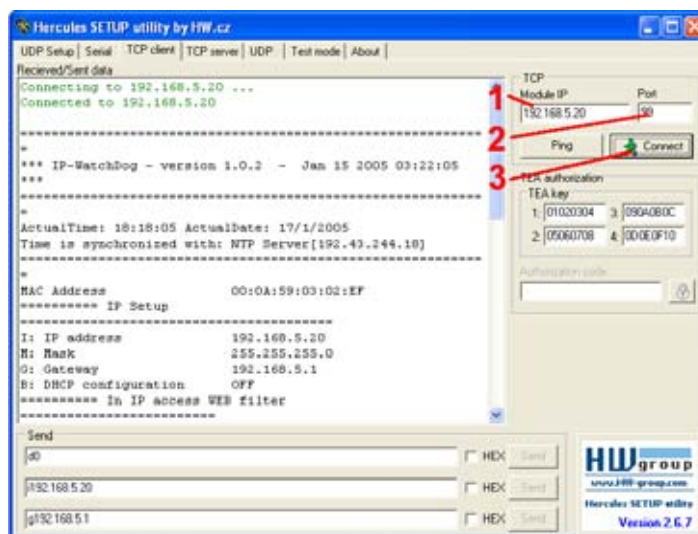 Hercules SETUP utility by HW.cz
UDP Setup | Serial | TCP client | TCP server | UDP | Test mode | About
Recieved/Sent data
Connecting to 192.168.5.20 ...
Connected to 192.168.5.20
================================================================
=
*** IP-WatchDog - version 1.0.2 - Jan 15 2005 03:22:05
***
================================================================
=
ActualTime: 18:18:05 ActualDate: 17/1/2005
Time is synchronized with: NTP Server[192.43.244.18]
================================================================
=
MAC Address 00:0A:59:03:02:EF
========== IP Setup
===========================================
I: IP address 192.168.5.20
M: Mask 255.255.255.0
G: Gateway 192.168.5.1
B: DHCP configuration OFF
========== In IP access WEB filter
===========================
TCP
Module IP Port
192.168.5.20 99
Ping Connect
1
2
3
TEA authorization
TEA key
1: 01020304 3: 090A0B0C
2: 05060708 4: 0D0E0F10
Authorization code
Send
d0 HEX Send
i192.168.5.20 HEX Send
g192.168.5.1 HEX Send
HWgroup
www.HW-group.com
Hercules SETUP utility
Version 2.6.7